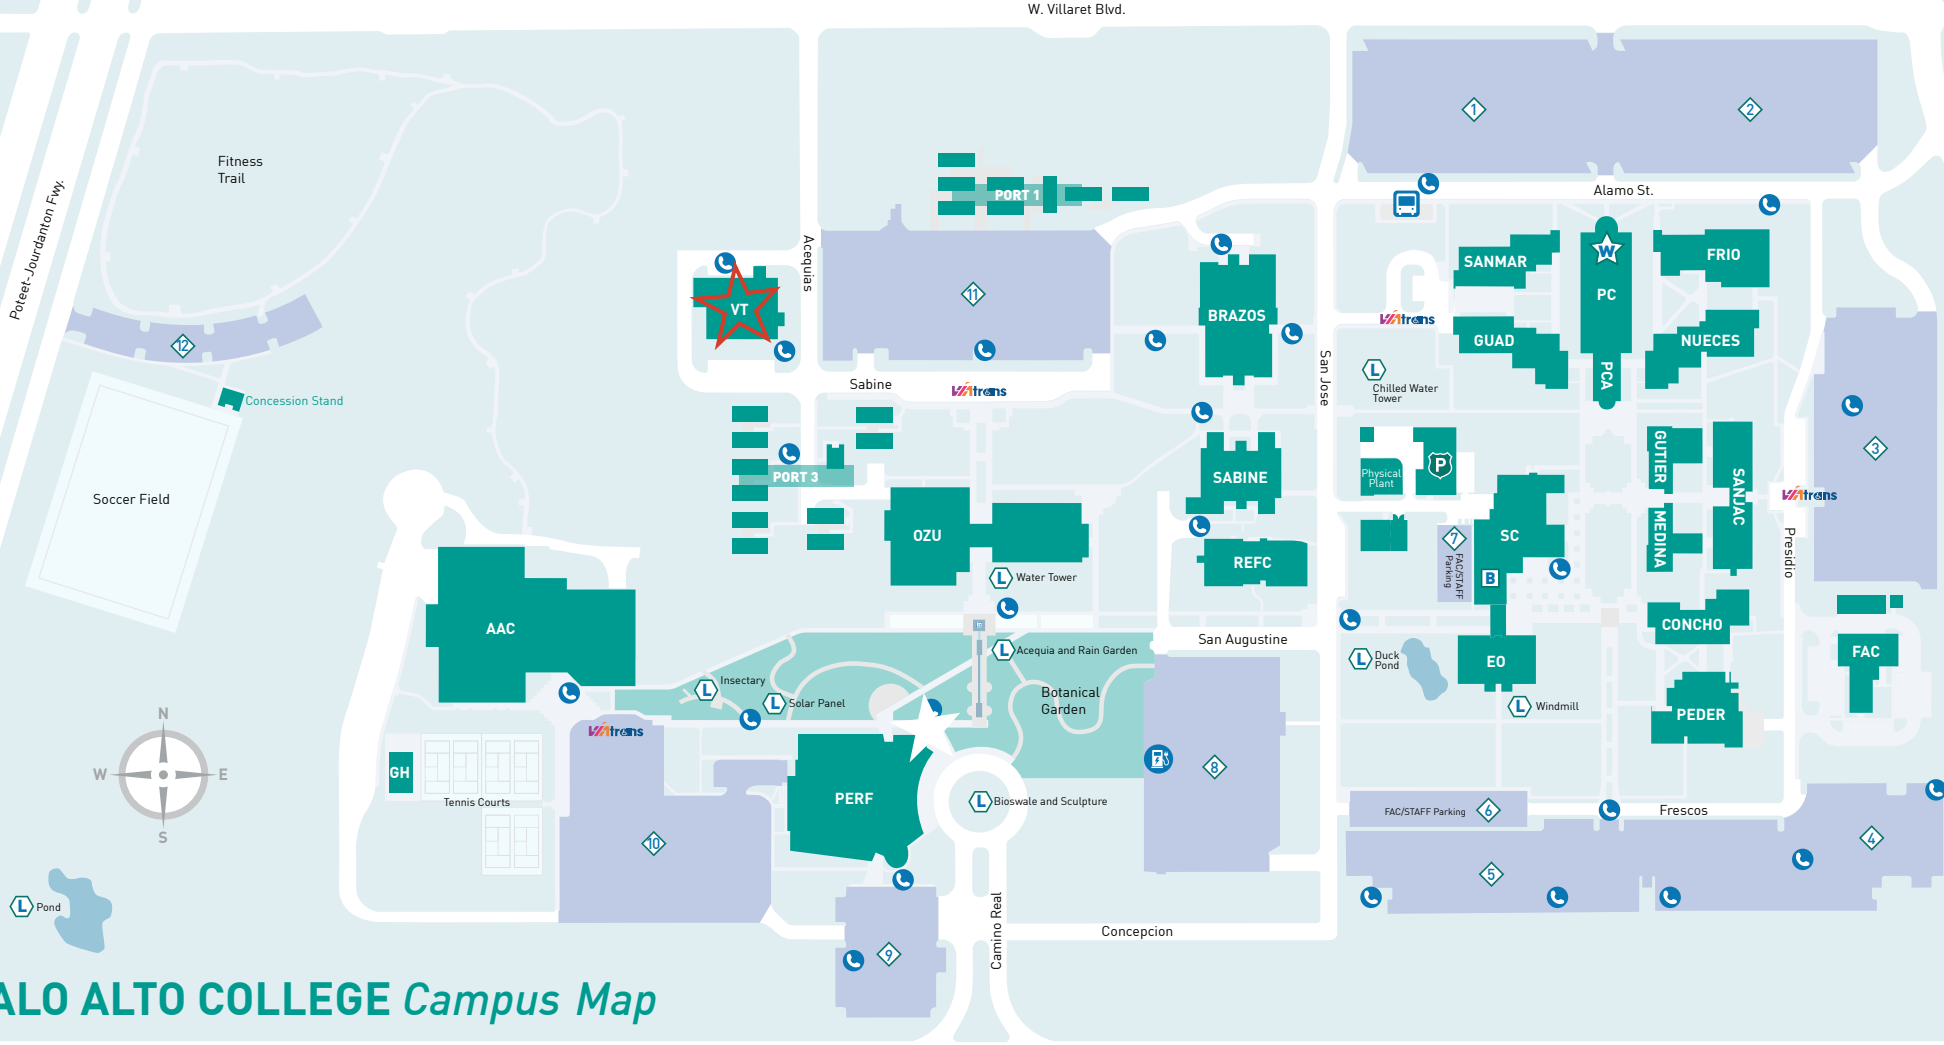 W. Villaret Blvd.
1
2
Fitness
Trail
Poteet-Jourdanton Fwy.
PORT 1
Alamo St.
Acequias
W
SANMAR
FRIO
PC
VT
11
BRAZOS
VIAtrans
GUAD
NUECES
12
San Jose
PCA
L
Chilled Water
Tower
Sabine
VIAtrans
Concession Stand
3
GUTIER
SANJAC
Physical
Plant
P
PORT 3
SABINE
VIAtrans
Soccer Field
OZU
SC
7
FAC/STAFF
Parking
MEDINA
Presidio
REFC
L
Water Tower
B
AAC
CONCHO
San Augustine
L
Acequia and Rain Garden
L
Duck
Pond
EO
FAC
L
Insectary
L
Solar Panel
Botanical
Garden
L
Windmill
PEDER
N
W
E
S
VIAtrans
GH
Tennis Courts
PERF
8
L
Bioswale and Sculpture
FAC/STAFF Parking
6
Frescos
10
4
5
L
Pond
Camino Real
Concepcion
9
ALO ALTO COLLEGE Campus Map